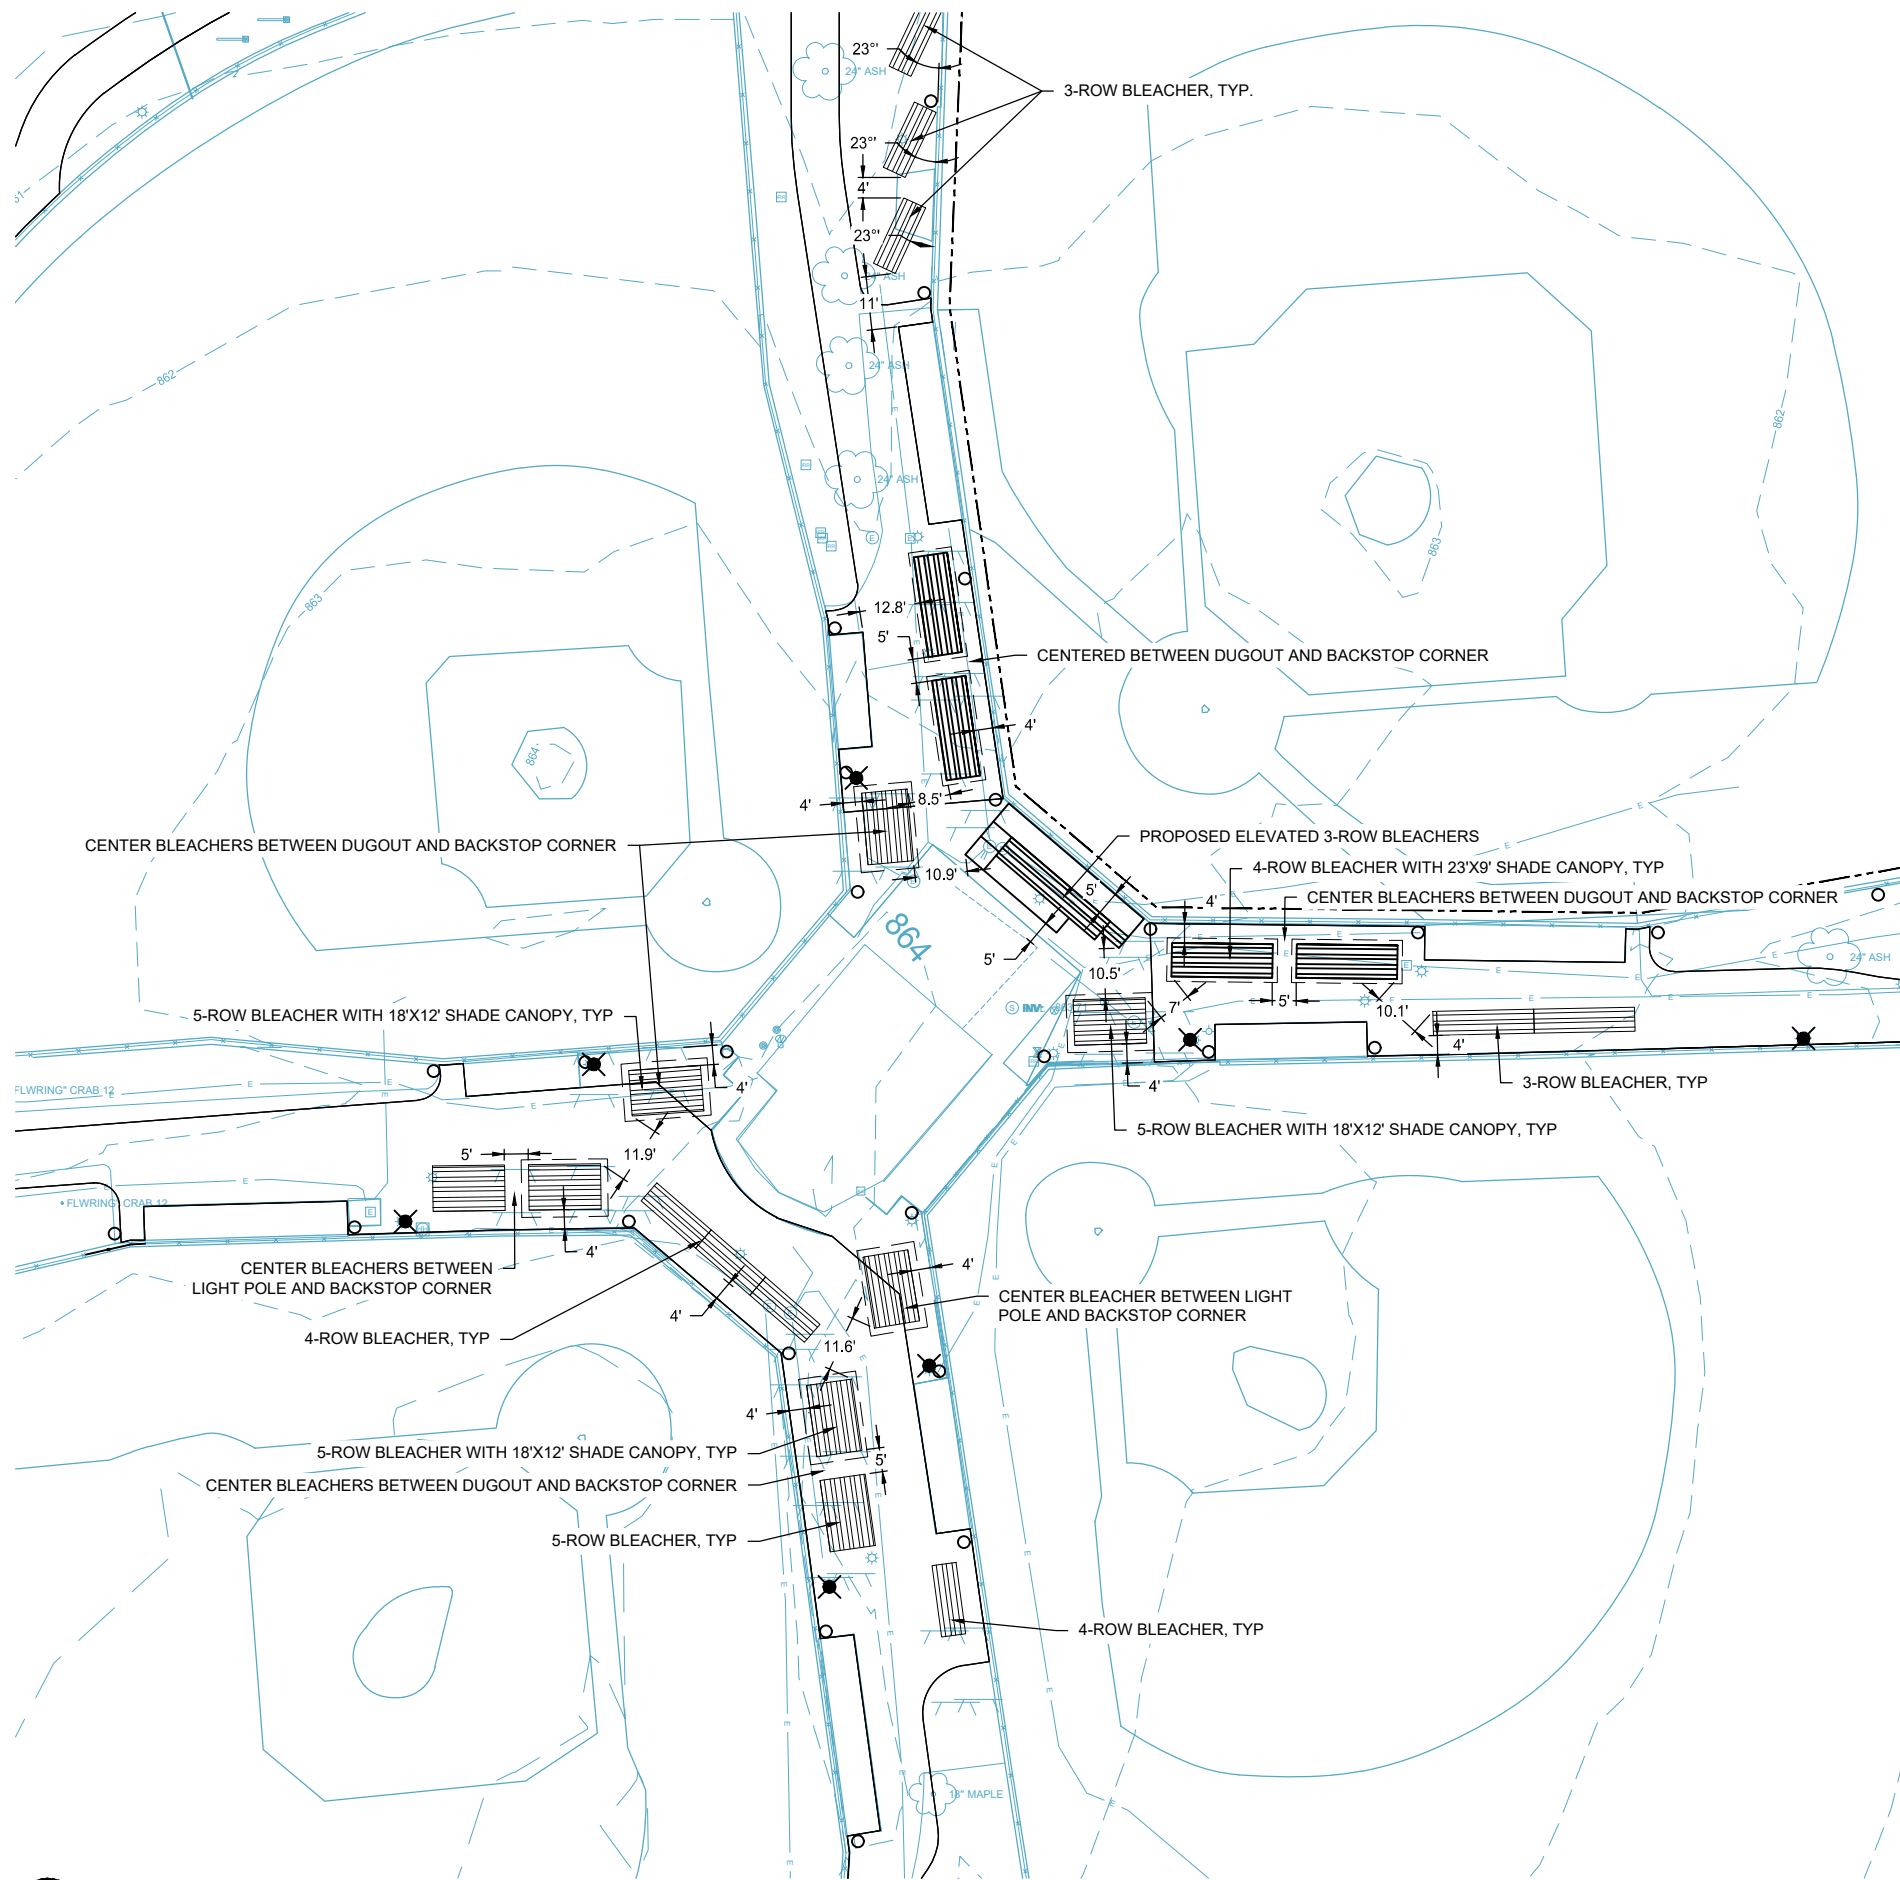 23°'
24" ASH
3-ROW BLEACHER, TYP.
23°'
4'
23°'
11'
24" ASH
862
862
24" ASH
863
863
12.8'
5'
CENTERED BETWEEN DUGOUT AND BACKSTOP CORNER
4'
864
4'
8.5'
CENTER BLEACHERS BETWEEN DUGOUT AND BACKSTOP CORNER
PROPOSED ELEVATED 3-ROW BLEACHERS
4-ROW BLEACHER WITH 23'X9' SHADE CANOPY, TYP
10.9'
5'
4'
CENTER BLEACHERS BETWEEN DUGOUT AND BACKSTOP CORNER
864
5'
10.5'
24" ASH
5-ROW BLEACHER WITH 18'X12' SHADE CANOPY, TYP
7'
5'
10.1'
4'
4'
4'
3-ROW BLEACHER, TYP
FLWRING" CRAB 12
5-ROW BLEACHER WITH 18'X12' SHADE CANOPY, TYP
5'
11.9'
FLWRING" CRAB 12
4'
CENTER BLEACHERS BETWEEN
LIGHT POLE AND BACKSTOP CORNER
4'
CENTER BLEACHER BETWEEN LIGHT
POLE AND BACKSTOP CORNER
4'
4-ROW BLEACHER, TYP
11.6'
4'
5-ROW BLEACHER WITH 18'X12' SHADE CANOPY, TYP
5'
CENTER BLEACHERS BETWEEN DUGOUT AND BACKSTOP CORNER
5-ROW BLEACHER, TYP
4-ROW BLEACHER, TYP
18" MAPLE